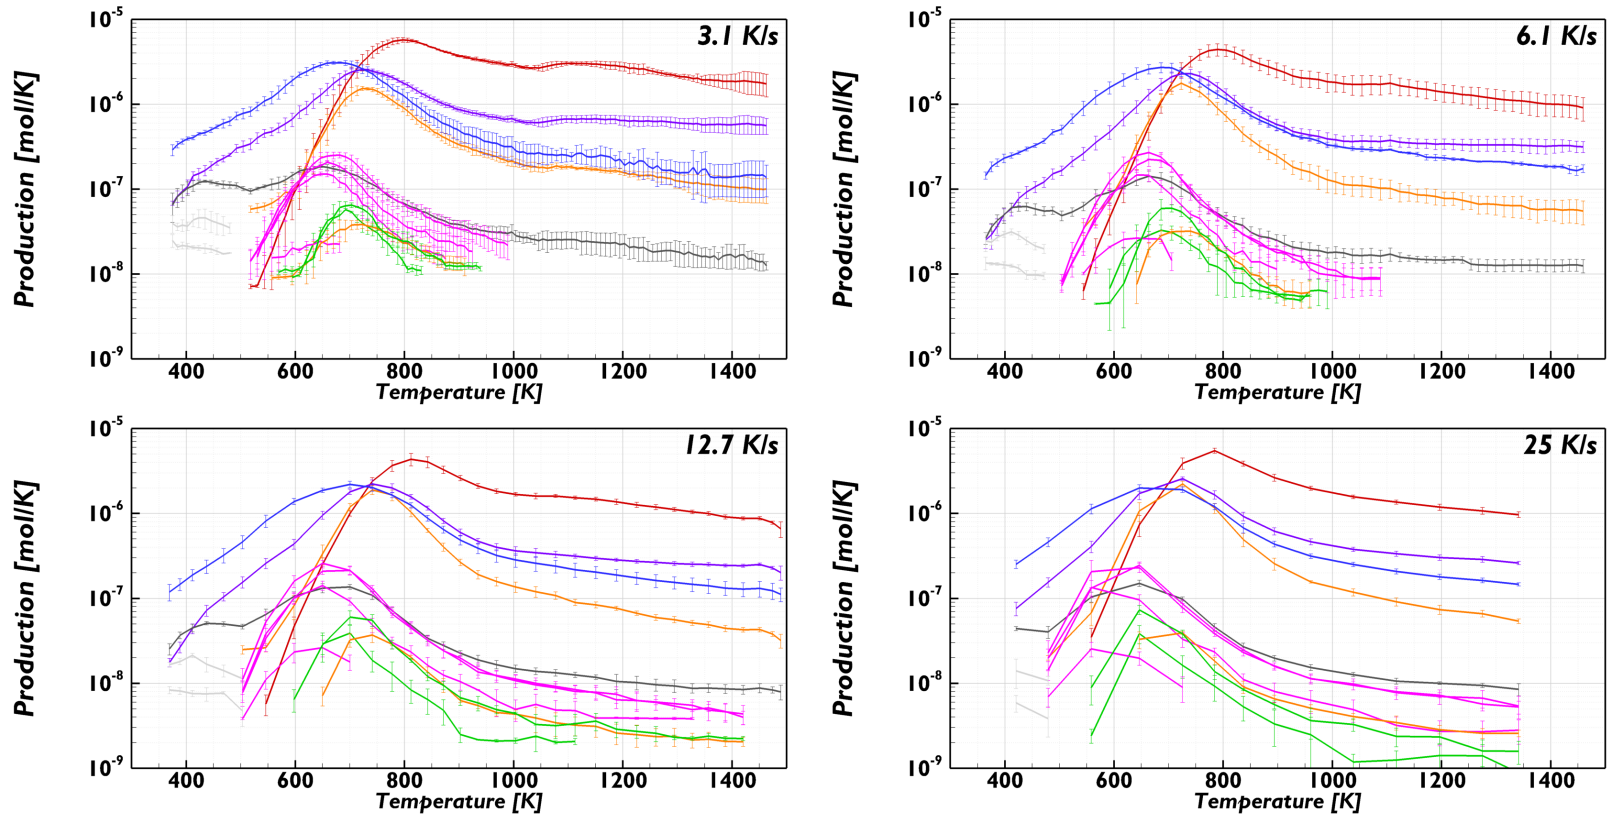 3.1 K/s
Production [mol/K]
10⁻⁵
10⁻⁶
10⁻⁷
10⁻⁸
10⁻⁹
400 600 800 1000 1200 1400
Temperature [K]
6.1 K/s
Production [mol/K]
10⁻⁵
10⁻⁶
10⁻⁷
10⁻⁸
10⁻⁹
400 600 800 1000 1200 1400
Temperature [K]
12.7 K/s
Production [mol/K]
10⁻⁵
10⁻⁶
10⁻⁷
10⁻⁸
10⁻⁹
400 600 800 1000 1200 1400
Temperature [K]
25 K/s
Production [mol/K]
10⁻⁵
10⁻⁶
10⁻⁷
10⁻⁸
10⁻⁹
400 600 800 1000 1200 1400
Temperature [K]